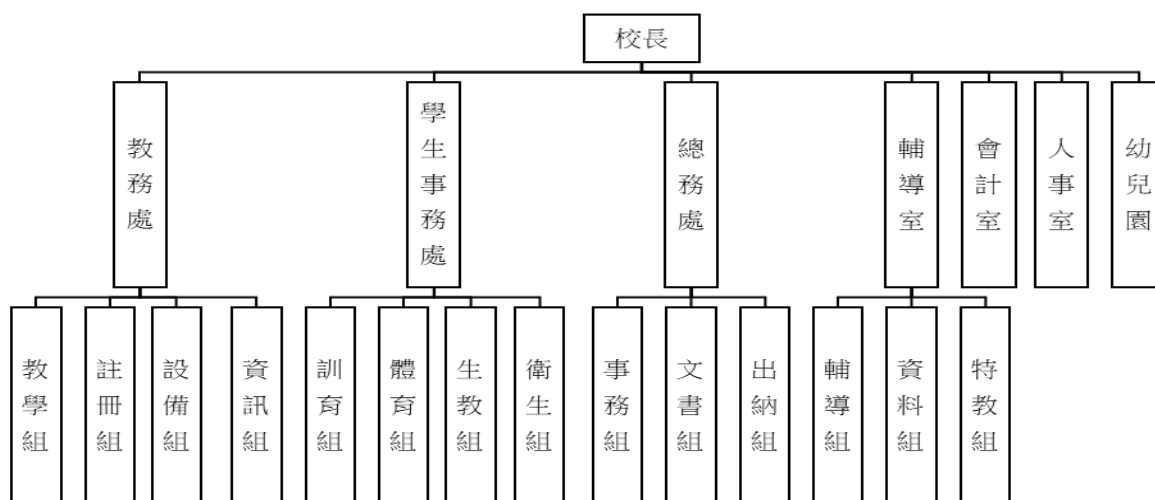 校長
教務處
學生事務處
總務處
輔導室
會計室
人事室
幼兒園
教學組
註冊組
設備組
資訊組
訓育組
體育組
生教組
衛生組
事務組
文書組
出納組
輔導組
資料組
特教組